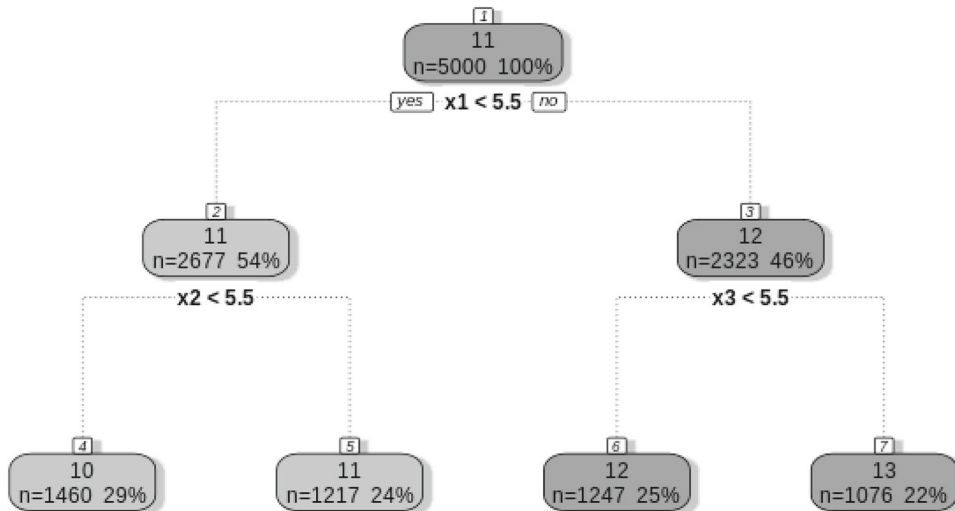 1
11
n=5000 100%
yes x1 < 5.5 no
2
11
n=2677 54%
3
12
n=2323 46%
x2 < 5.5
x3 < 5.5
4
10
n=1460 29%
5
11
n=1217 24%
6
12
n=1247 25%
7
13
n=1076 22%